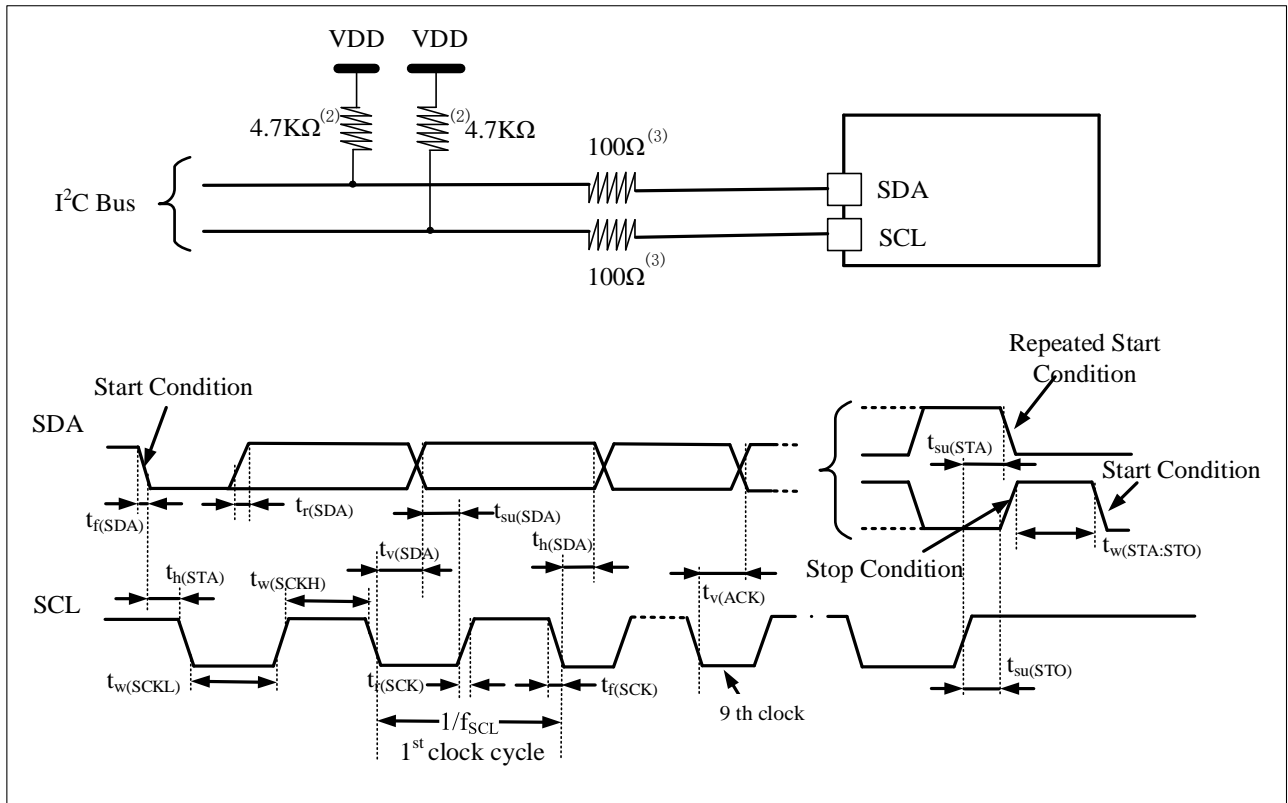 VDD VDD
4.7KΩ(2) (2)4.7KΩ
100Ω(3)
I2C Bus
SDA
SCL
100Ω(3)
Repeated Start
Condition
Start Condition
SDA
tsu(STA)
Start Condition
tf(SDA)
tr(SDA)
tsu(SDA)
tv(SDA)
th(SDA)
tw(STA:STO)
Stop Condition
th(STA)
tw(SCKH)
tv(ACK)
SCL
tw(SCKL)
tr(SCK)
tf(SCK)
tsu(STO)
9 th clock
1/fSCL
1st clock cycle